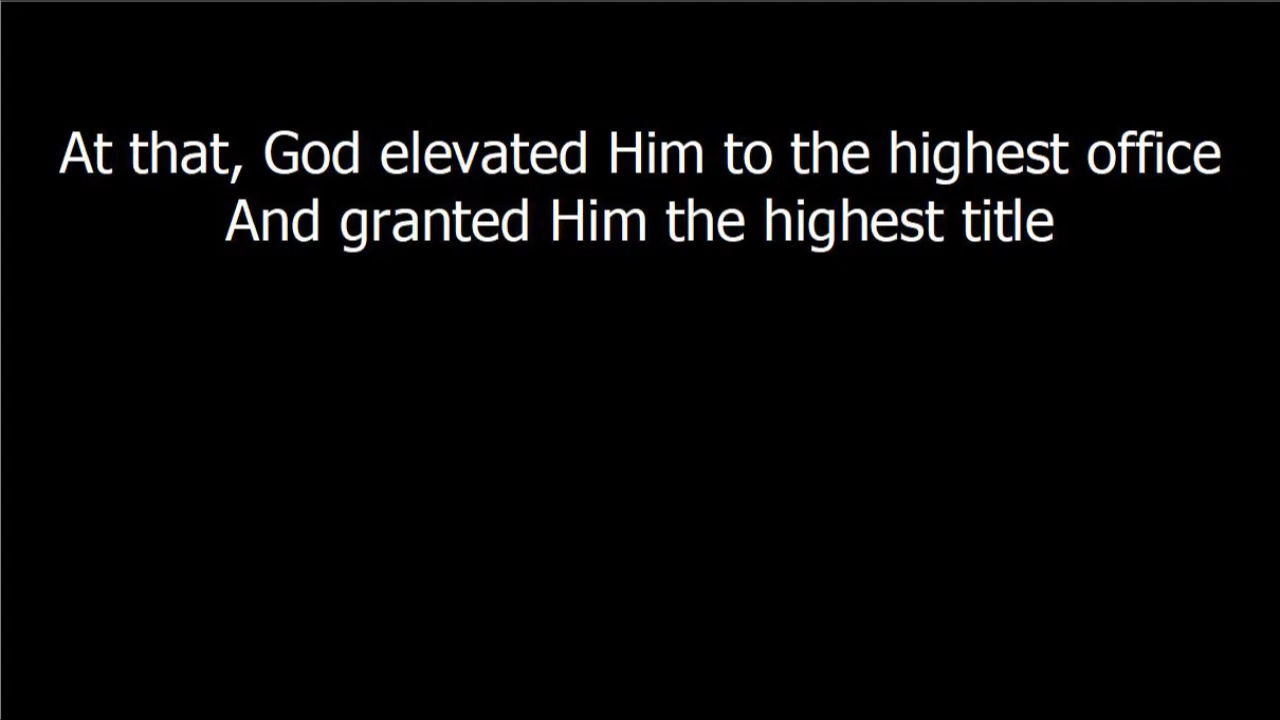 At that, God elevated Him to the highest office
And granted Him the highest title